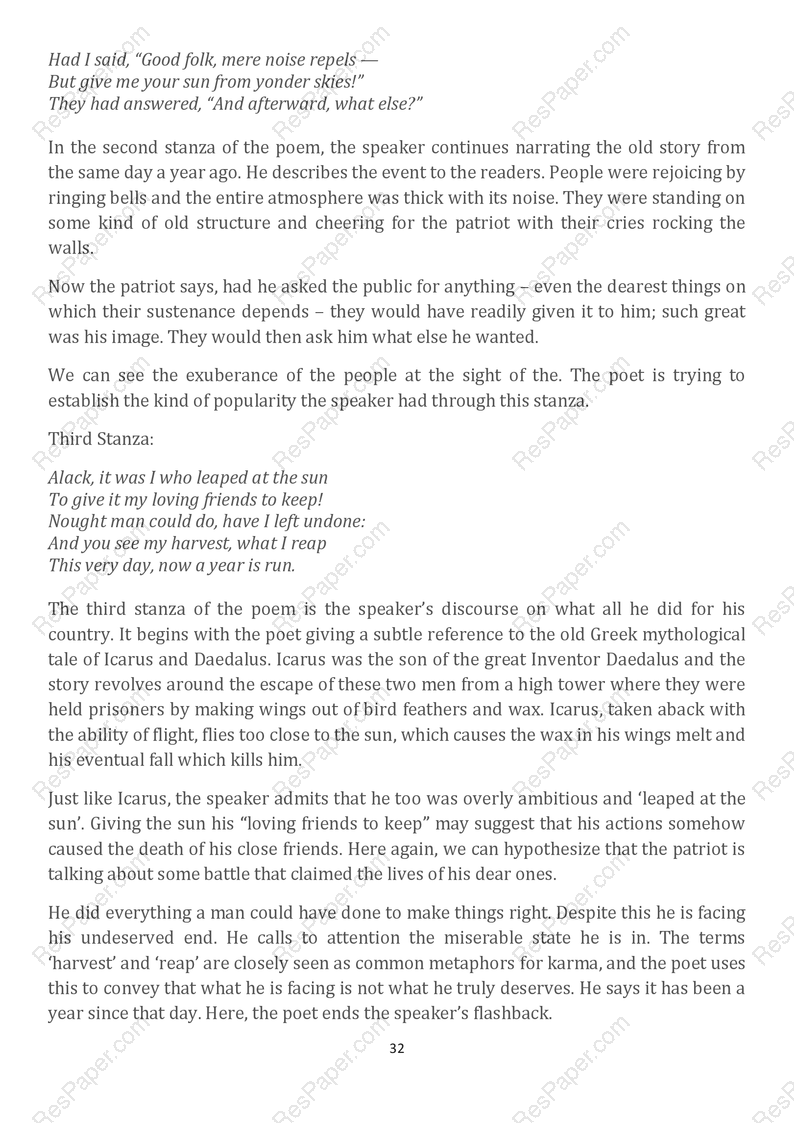 Had I said, “Good folk, mere noise repels —
But give me your sun from yonder skies!”
They had answered, “And afterward, what else?”
In the second stanza of the poem, the speaker continues narrating the old story from
the same day a year ago. He describes the event to the readers. People were rejoicing by
ringing bells and the entire atmosphere was thick with its noise. They were standing on
some kind of old structure and cheering for the patriot with their cries rocking the
walls.
Now the patriot says, had he asked the public for anything – even the dearest things on
which their sustenance depends – they would have readily given it to him; such great
was his image. They would then ask him what else he wanted.
We can see the exuberance of the people at the sight of the. The poet is trying to
establish the kind of popularity the speaker had through this stanza.
Third Stanza:
Alack, it was I who leaped at the sun
To give it my loving friends to keep!
Nought man could do, have I left undone:
And you see my harvest, what I reap
This very day, now a year is run.
The third stanza of the poem is the speaker’s discourse on what all he did for his
country. It begins with the poet giving a subtle reference to the old Greek mythological
tale of Icarus and Daedalus. Icarus was the son of the great Inventor Daedalus and the
story revolves around the escape of these two men from a high tower where they were
held prisoners by making wings out of bird feathers and wax. Icarus, taken aback with
the ability of flight, flies too close to the sun, which causes the wax in his wings melt and
his eventual fall which kills him.
Just like Icarus, the speaker admits that he too was overly ambitious and ‘leaped at the
sun’. Giving the sun his “loving friends to keep” may suggest that his actions somehow
caused the death of his close friends. Here again, we can hypothesize that the patriot is
talking about some battle that claimed the lives of his dear ones.
He did everything a man could have done to make things right. Despite this he is facing
his undeserved end. He calls to attention the miserable state he is in. The terms
‘harvest’ and ‘reap’ are closely seen as common metaphors for karma, and the poet uses
this to convey that what he is facing is not what he truly deserves. He says it has been a
year since that day. Here, the poet ends the speaker’s flashback.
32